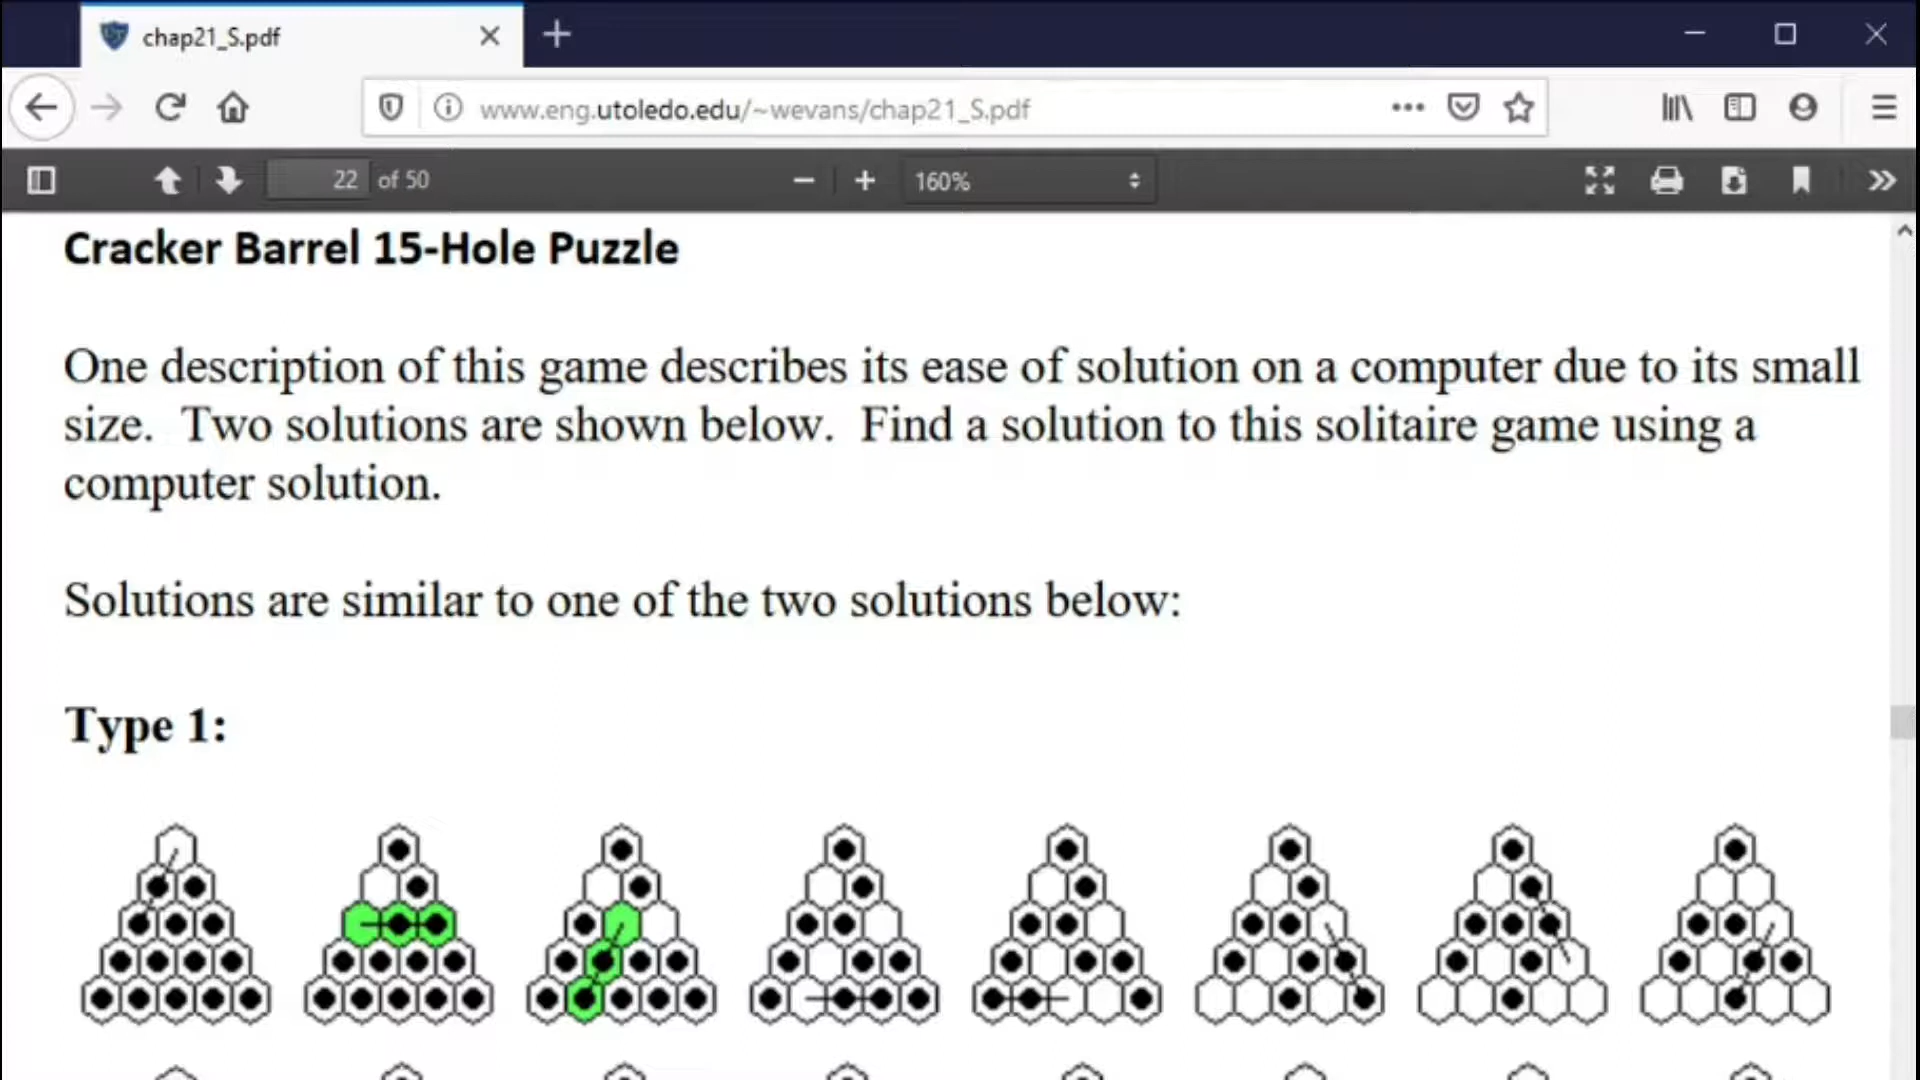 chap21_S.pdf
www.eng.utoledo.edu/~wevans/chap21_S.pdf
22 of 50
160%
Cracker Barrel 15-Hole Puzzle
One description of this game describes its ease of solution on a computer due to its small
size. Two solutions are shown below. Find a solution to this solitaire game using a
computer solution.
Solutions are similar to one of the two solutions below:
Type 1: